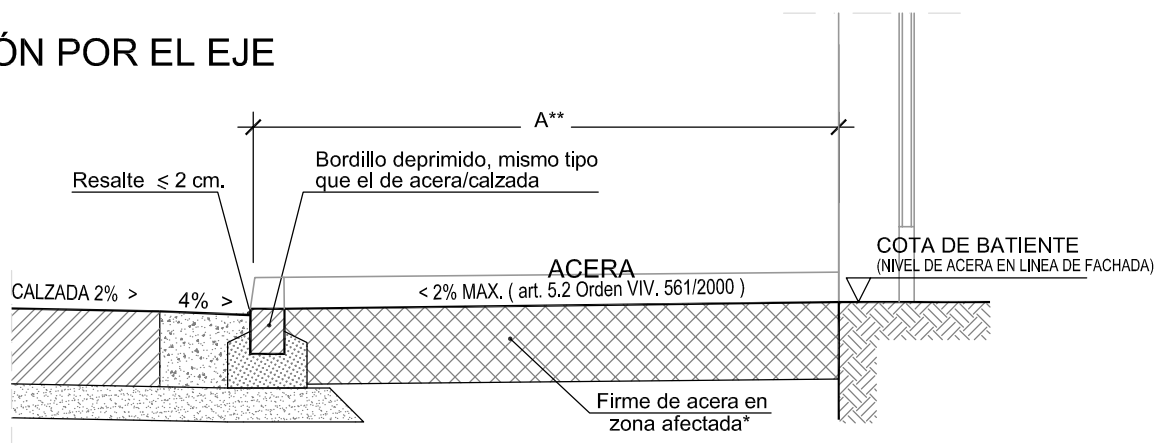 ÓN POR EL EJE
A**
Bordillo deprimido, mismo tipo
que el de acera/calzada
Resalte ≤ 2 cm.
COTA DE BATIENTE
(NIVEL DE ACERA EN LINEA DE FACHADA)
ACERA
CALZADA 2% >
4% >
< 2% MAX. ( art. 5.2 Orden VIV. 561/2000 )
Firme de acera en
zona afectada*